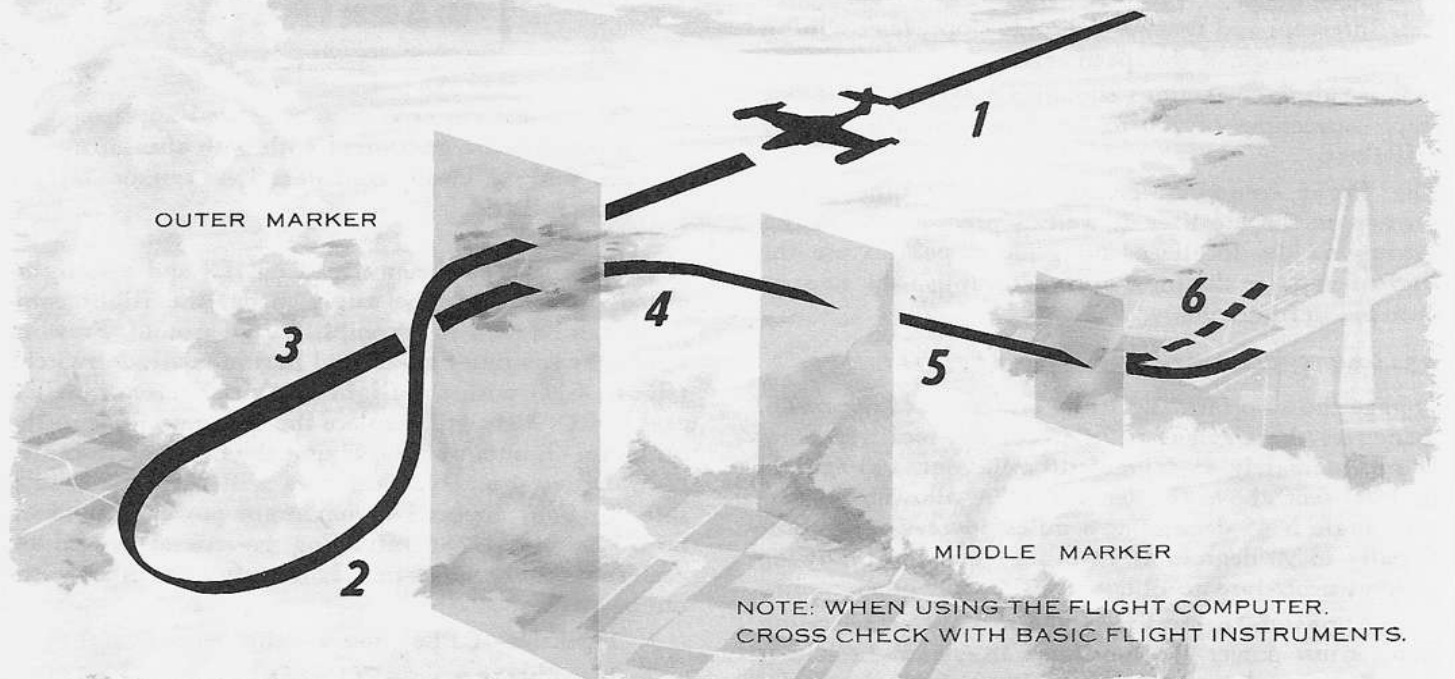 1
OUTER MARKER
6
4
3
5
MIDDLE MARKER
2
NOTE: WHEN USING THE FLIGHT COMPUTER,
CROSS CHECK WITH BASIC FLIGHT INSTRUMENTS.